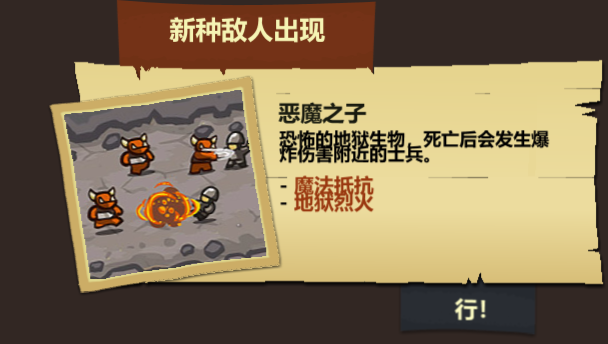 新种敌人出现
恶魔之子
恐怖的地狱生物，死亡后会发生爆
炸伤害附近的士兵。
- 魔法抵抗
- 地狱烈火
行!